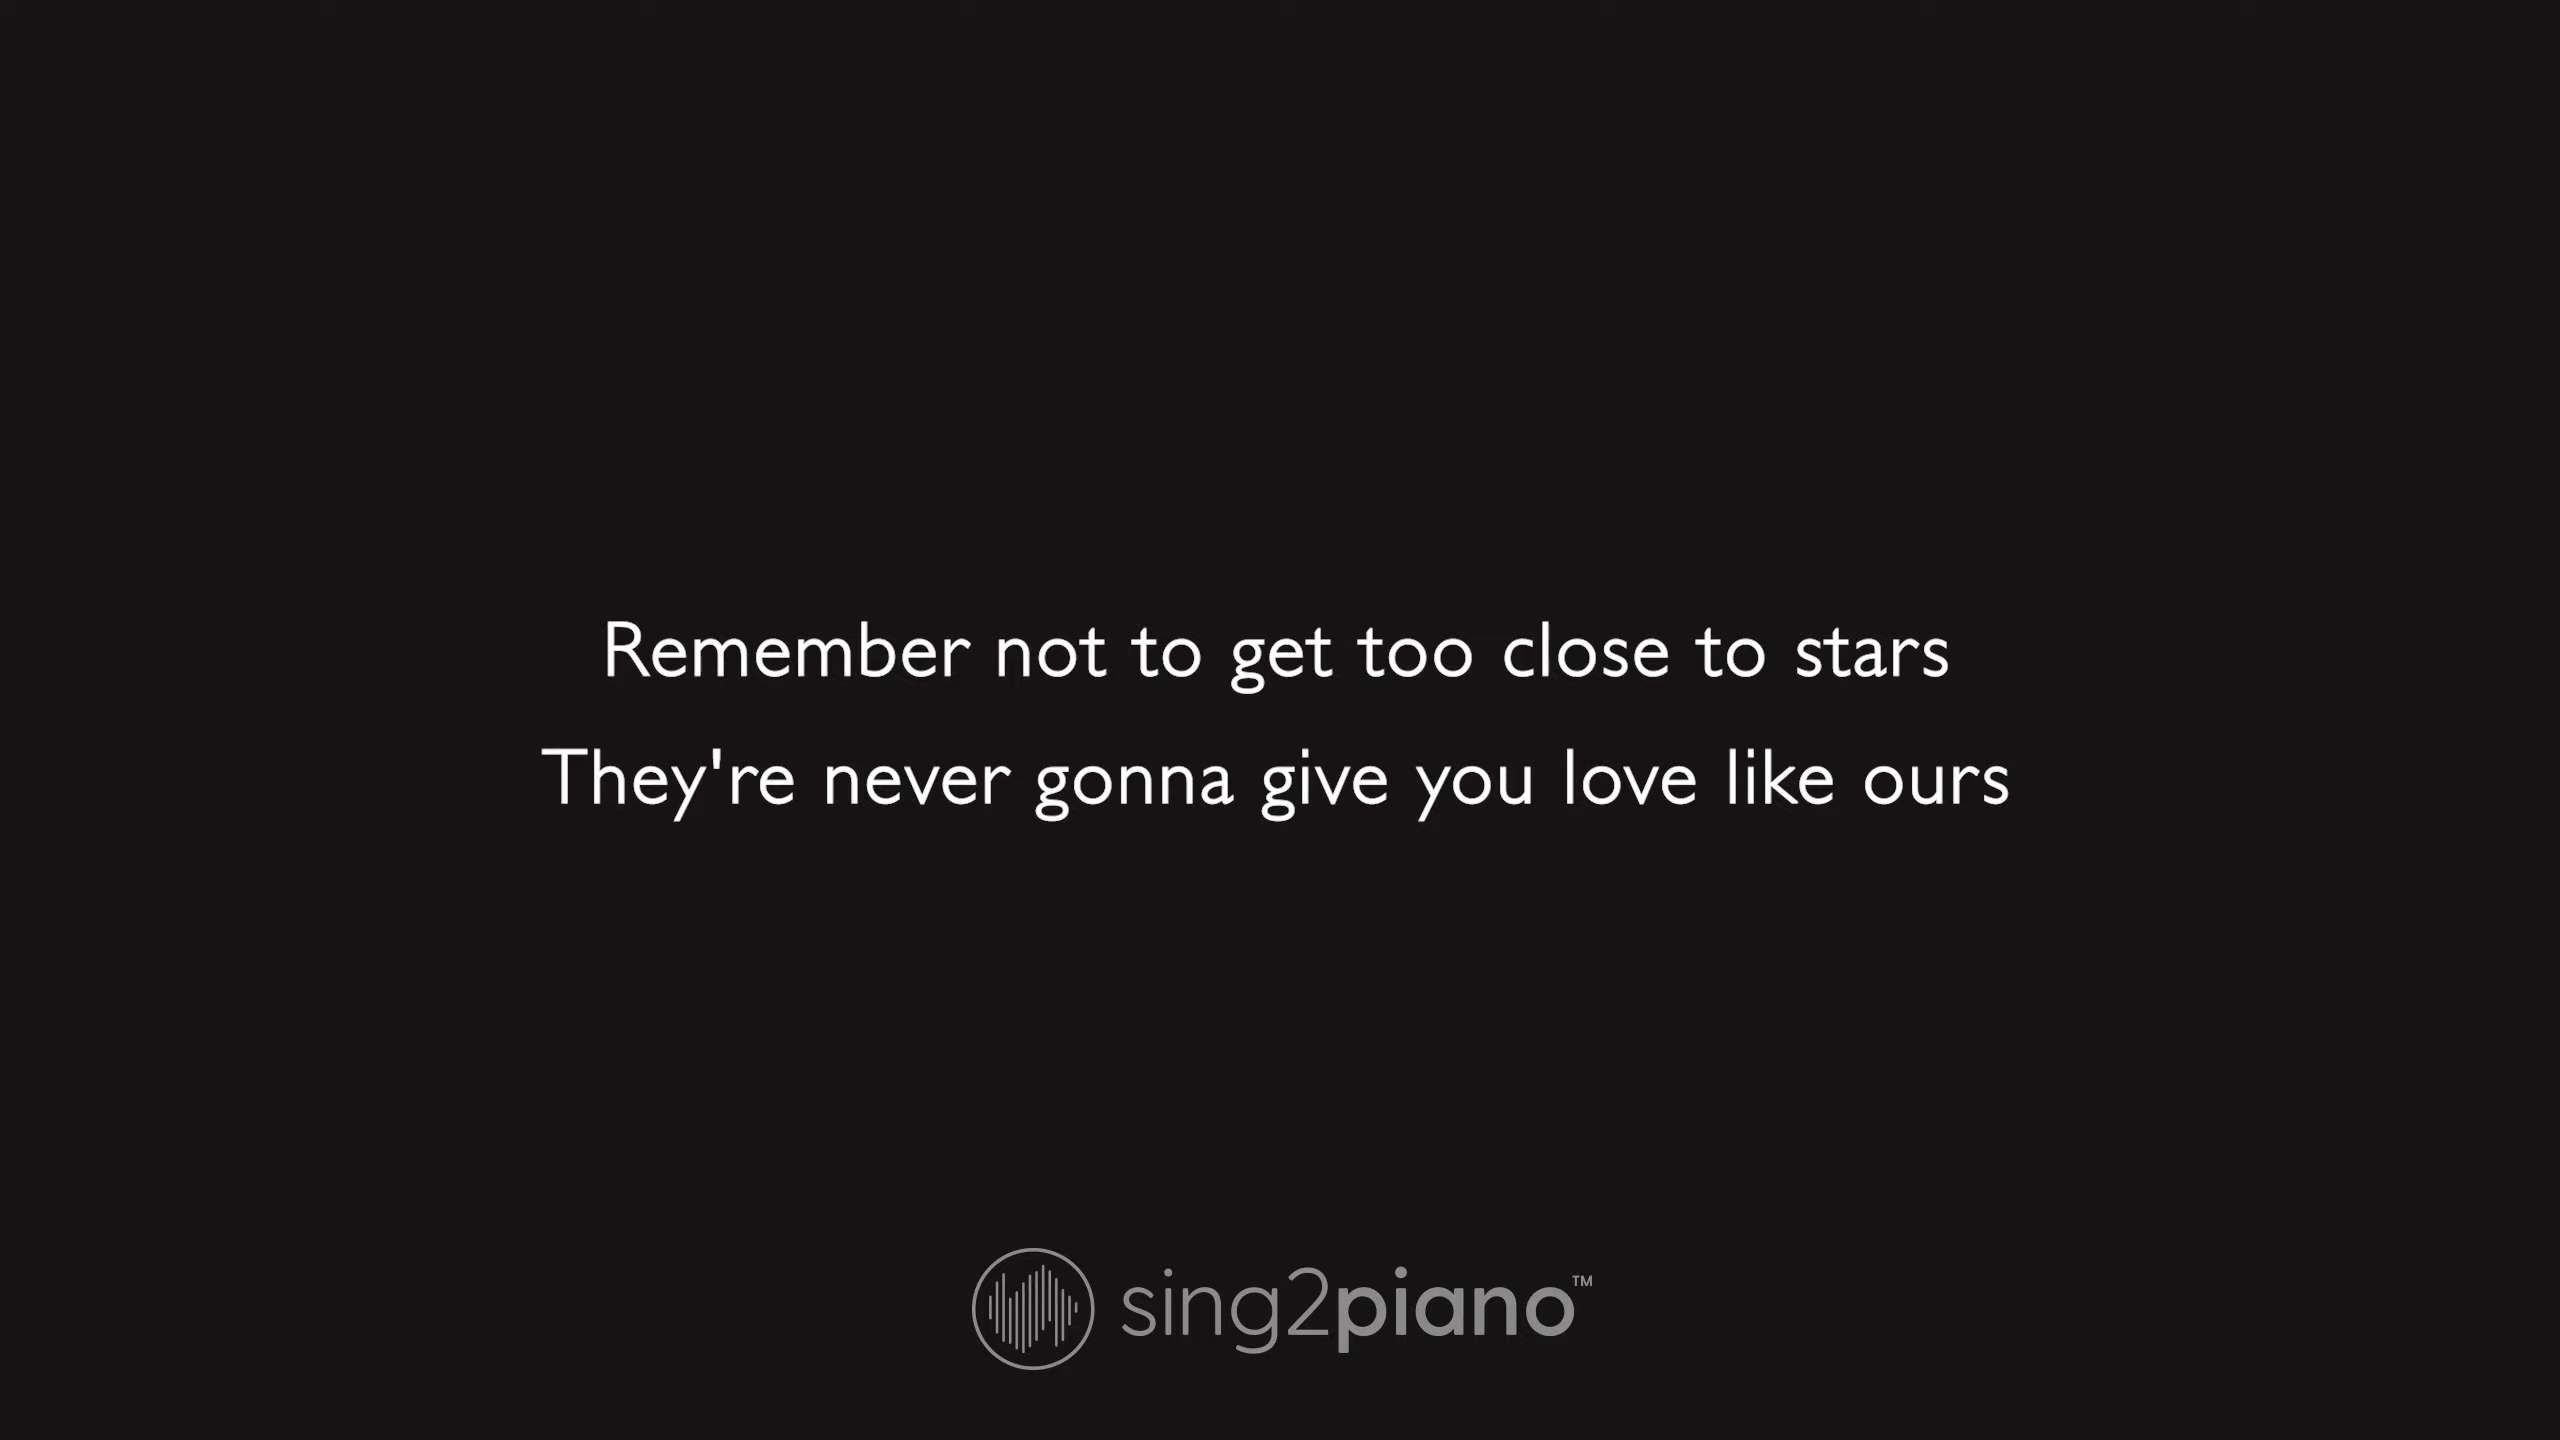 Remember not to get too close to stars
They're never gonna give you love like ours
sing2piano™